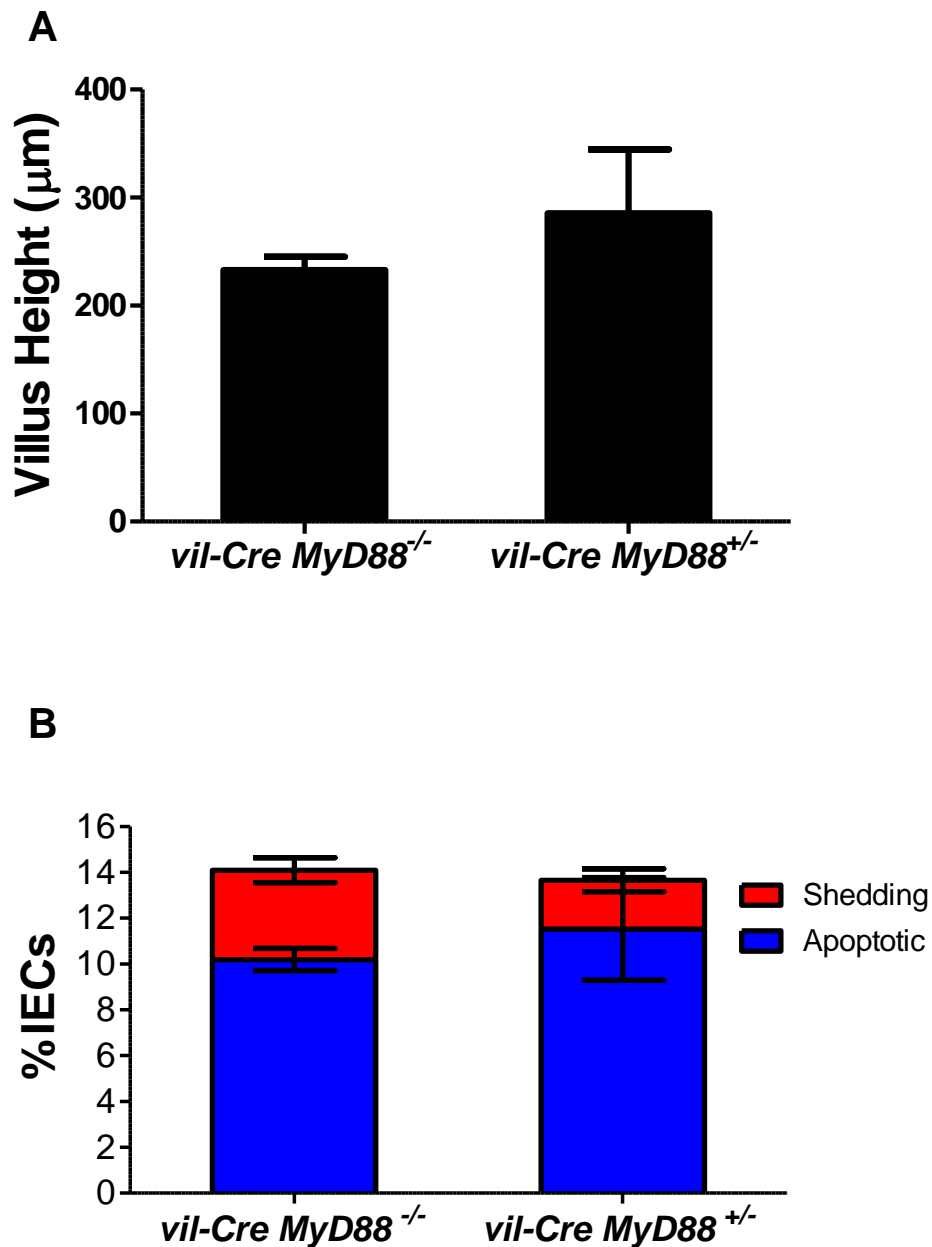 A
400
300
200
100
0
Villus Height (μm)
vil-Cre MyD88-/-
vil-Cre MyD88+/-
B
16
14
12
10
8
6
4
2
0
%IECs
Shedding
Apoptotic
vil-Cre MyD88 -/-
vil-Cre MyD88 +/-